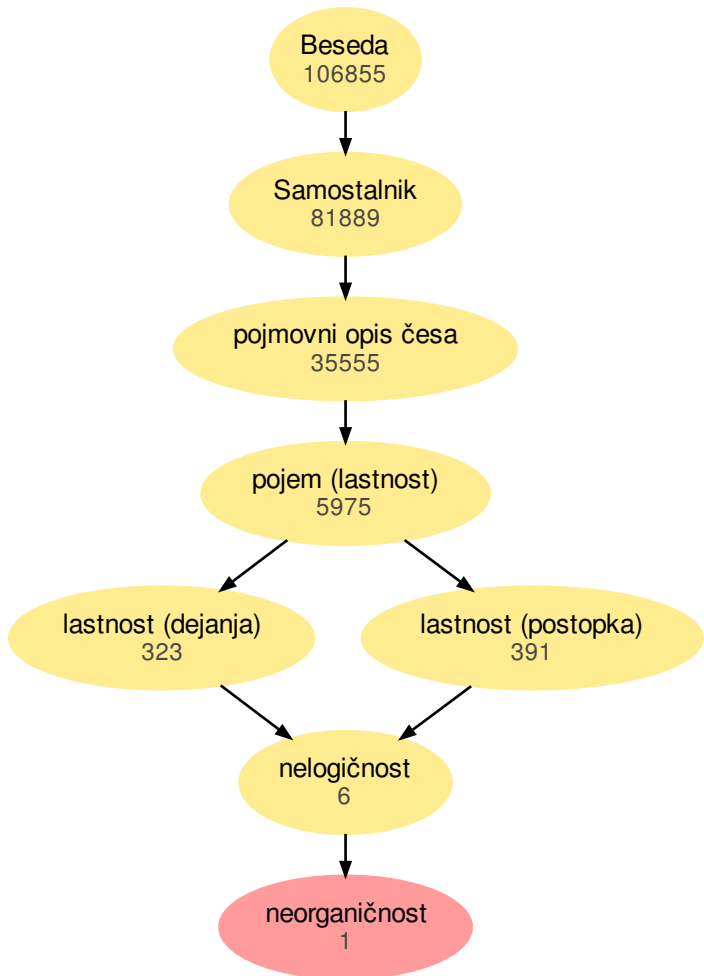 Beseda
106855
Samostalnik
81889
pojmovni opis česa
35555
pojem (lastnost)
5975
lastnost (dejanja)
323
lastnost (postopka)
391
nelogičnost
6
neorganičnost
1